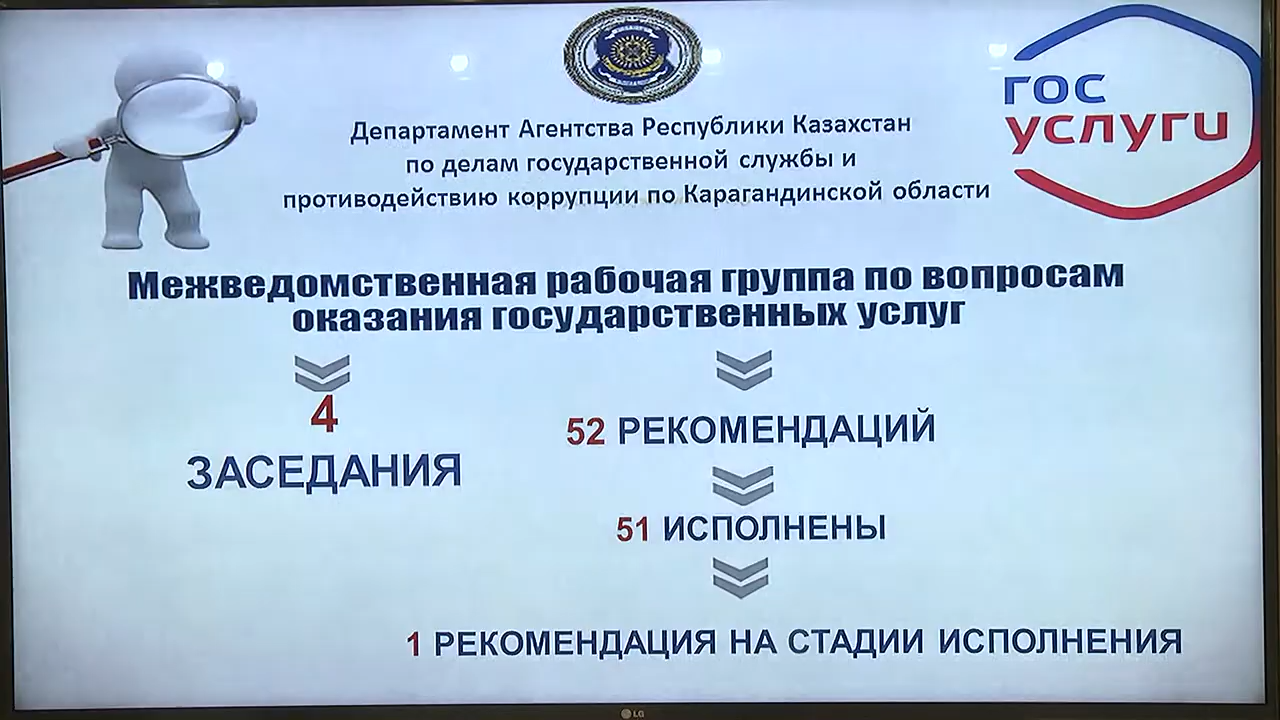 ГОС
УСЛУГИ
Департамент Агентства Республики Казахстан
по делам государственной службы и
противодействию коррупции по Карагандинской области
Межведомственная рабочая группа по вопросам
оказания государственных услуг
4
ЗАСЕДАНИЯ
52 РЕКОМЕНДАЦИЙ
51 ИСПОЛНЕНЫ
1 РЕКОМЕНДАЦИЯ НА СТАДИИ ИСПОЛНЕНИЯ
LG